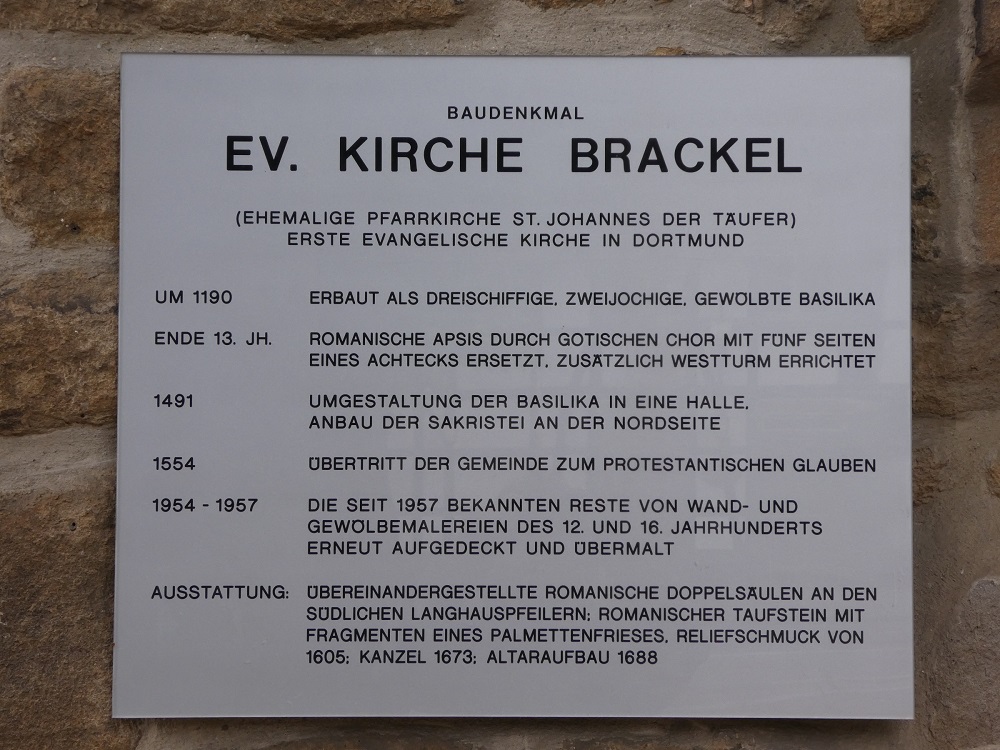 BAUDENKMAL
EV. KIRCHE BRACKEL
(EHEMALIGE PFARRKIRCHE ST. JOHANNES DER TÄUFER)
ERSTE EVANGELISCHE KIRCHE IN DORTMUND
UM 1190 ERBAUT ALS DREISCHIFFIGE, ZWEIJOCHIGE, GEWÖLBTE BASILIKA
ENDE 13. JH. ROMANISCHE APSIS DURCH GOTISCHEN CHOR MIT FÜNF SEITEN
EINES ACHTECKS ERSETZT, ZUSÄTZLICH WESTTURM ERRICHTET
1491 UMGESTALTUNG DER BASILIKA IN EINE HALLE,
ANBAU DER SAKRISTEI AN DER NORDSEITE
1554 ÜBERTRITT DER GEMEINDE ZUM PROTESTANTISCHEN GLAUBEN
1954 - 1957 DIE SEIT 1957 BEKANNTEN RESTE VON WAND- UND
GEWÖLBEMALEREIEN DES 12. UND 16. JAHRHUNDERTS
ERNEUT AUFGEDECKT UND ÜBERMALT
AUSSTATTUNG: ÜBEREINANDERGESTELLTE ROMANISCHE DOPPELSÄULEN AN DEN
SÜDLICHEN LANGHAUSPFEILERN; ROMANISCHER TAUFSTEIN MIT
FRAGMENTEN EINES PALMETTENFRIESES, RELIEFSCHMUCK VON
1605; KANZEL 1673; ALTARAUFBAU 1688